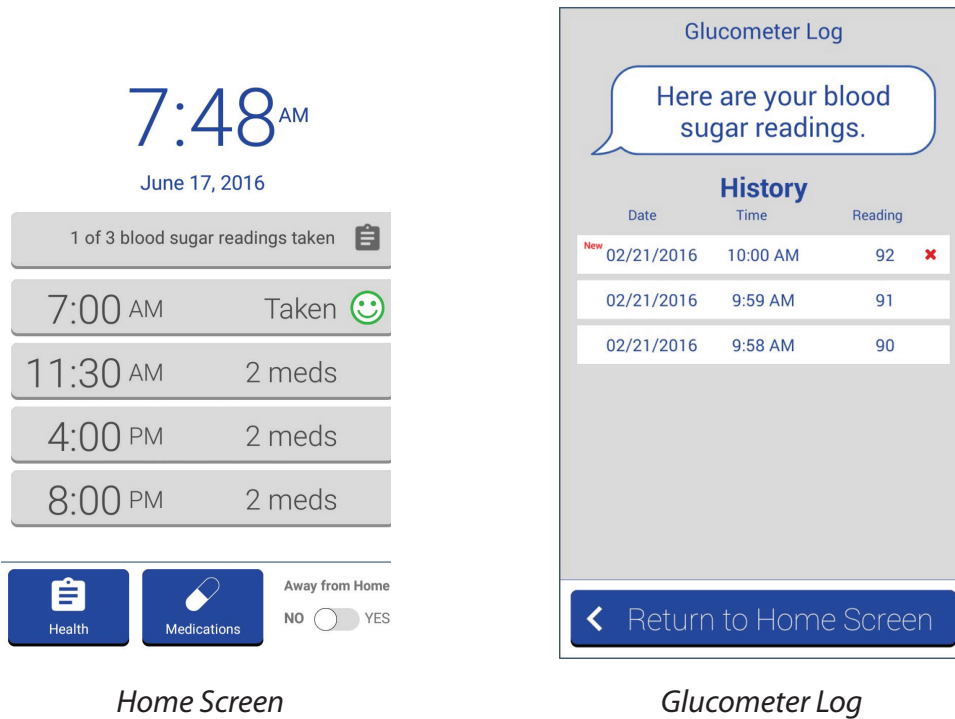 7:48 AM
June 17, 2016
1 of 3 blood sugar readings taken
7:00 AM Taken
11:30 AM 2 meds
4:00 PM 2 meds
8:00 PM 2 meds
Health
Medications
Away from Home
NO YES
Home Screen
Glucometer Log
Here are your blood
sugar readings.
History
Date Time Reading
New 02/21/2016 10:00 AM 92
02/21/2016 9:59 AM 91
02/21/2016 9:58 AM 90
Return to Home Screen
Glucometer Log